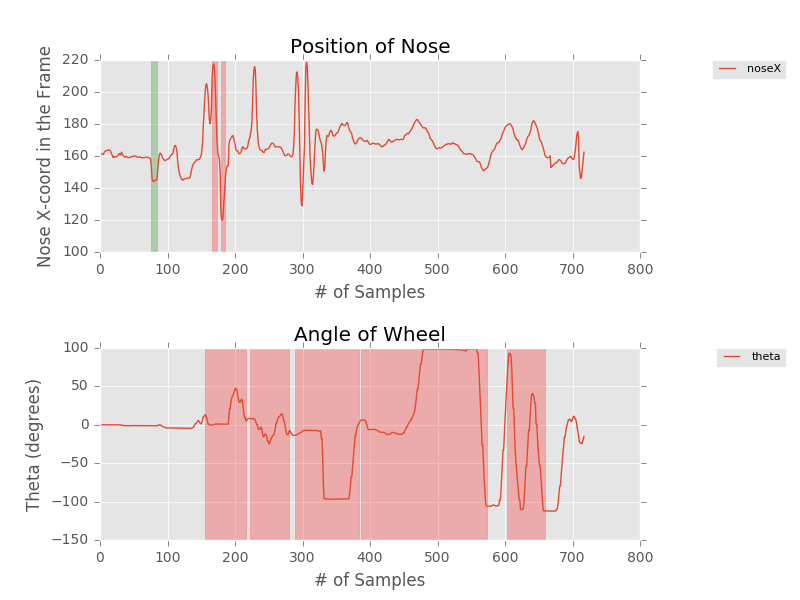 Position of Nose
Nose X-coord in the Frame
220
200
180
160
140
120
100
0 100 200 300 400 500 600 700 800
# of Samples
noseX
Angle of Wheel
Theta (degrees)
100
50
0
−50
−100
−150
0 100 200 300 400 500 600 700 800
# of Samples
theta